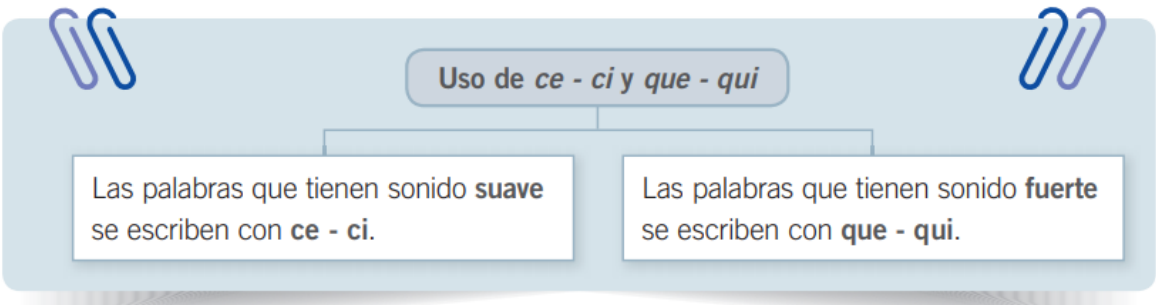 Uso de ce - ci y que - qui
Las palabras que tienen sonido suave
se escriben con ce - ci.
Las palabras que tienen sonido fuerte
se escriben con que - qui.